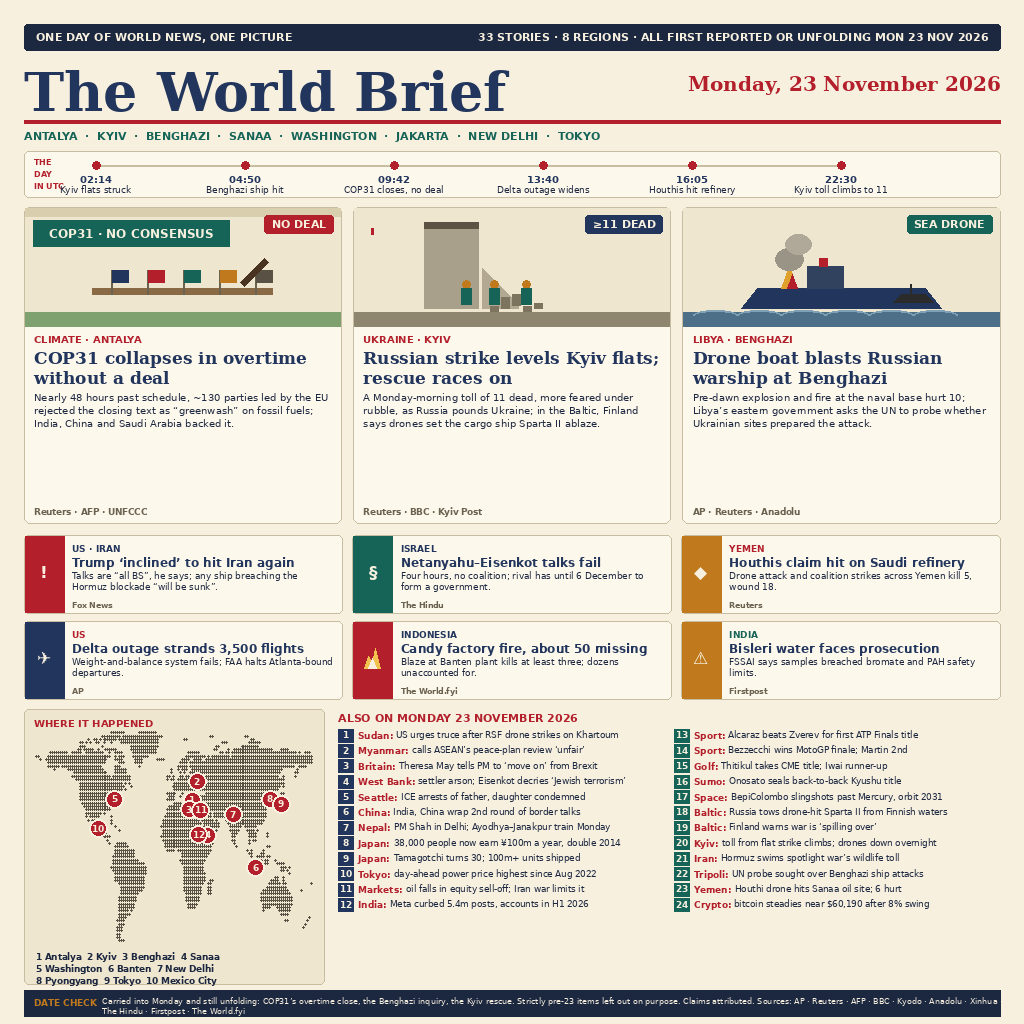 ONE DAY OF WORLD NEWS, ONE PICTURE
33 STORIES · 8 REGIONS · ALL FIRST REPORTED OR UNFOLDING MON 23 NOV 2026
The World Brief
Monday, 23 November 2026
ANTALYA · KYIV · BENGHAZI · SANAA · WASHINGTON · JAKARTA · NEW DELHI · TOKYO
THE
DAY
IN UTC
02:14
Kyiv flats struck
04:50
Benghazi ship hit
09:42
COP31 closes, no deal
13:40
Delta outage widens
16:05
Houthis hit refinery
22:30
Kyiv toll climbs to 11
COP31 · NO CONSENSUS
NO DEAL
CLIMATE · ANTALYA
COP31 collapses in overtime
without a deal
Nearly 48 hours past schedule, ~130 parties led by the EU
rejected the closing text as “greenwash” on fossil fuels;
India, China and Saudi Arabia backed it.
Reuters · AFP · UNFCCC
≥11 DEAD
UKRAINE · KYIV
Russian strike levels Kyiv flats;
rescue races on
A Monday-morning toll of 11 dead, more feared under
rubble, as Russia pounds Ukraine; in the Baltic, Finland
says drones set the cargo ship Sparta II ablaze.
Reuters · BBC · Kyiv Post
SEA DRONE
LIBYA · BENGHAZI
Drone boat blasts Russian
warship at Benghazi
Pre-dawn explosion and fire at the naval base hurt 10;
Libya’s eastern government asks the UN to probe whether
Ukrainian sites prepared the attack.
AP · Reuters · Anadolu
!
US · IRAN
Trump ‘inclined’ to hit Iran again
Talks are “all BS”, he says; any ship breaching the
Hormuz blockade “will be sunk”.
Fox News
§
ISRAEL
Netanyahu–Eisenkot talks fail
Four hours, no coalition; rival has until 6 December to
form a government.
The Hindu
YEMEN
Houthis claim hit on Saudi refinery
Drone attack and coalition strikes across Yemen kill 5,
wound 18.
Reuters
US
Delta outage strands 3,500 flights
Weight-and-balance system fails; FAA halts Atlanta-bound
departures.
AP
INDONESIA
Candy factory fire, about 50 missing
Blaze at Banten plant kills at least three; dozens
unaccounted for.
The World.fyi
INDIA
Bisleri water faces prosecution
FSSAI says samples breached bromate and PAH safety
limits.
Firstpost
WHERE IT HAPPENED
2
5
3
11
8
9
7
10
12
6
1 Antalya 2 Kyiv 3 Benghazi 4 Sanaa
5 Washington 6 Banten 7 New Delhi
8 Pyongyang 9 Tokyo 10 Mexico City
ALSO ON MONDAY 23 NOVEMBER 2026
1 Sudan: US urges truce after RSF drone strikes on Khartoum
2 Myanmar: calls ASEAN’s peace-plan review ‘unfair’
3 Britain: Theresa May tells PM to ‘move on’ from Brexit
4 West Bank: settler arson; Eisenkot decries ‘Jewish terrorism’
5 Seattle: ICE arrests of father, daughter condemned
6 China: India, China wrap 2nd round of border talks
7 Nepal: PM Shah in Delhi; Ayodhya–Janakpur train Monday
8 Japan: 38,000 people now earn ¥100m a year, double 2014
9 Japan: Tamagotchi turns 30; 100m+ units shipped
10 Tokyo: day-ahead power price highest since Aug 2022
11 Markets: oil falls in equity sell-off; Iran war limits it
12 India: Meta curbed 5.4m posts, accounts in H1 2026
13 Sport: Alcaraz beats Zverev for first ATP Finals title
14 Sport: Bezzecchi wins MotoGP finale; Martin 2nd
15 Golf: Thitikul takes CME title; Iwai runner-up
16 Sumo: Onosato seals back-to-back Kyushu title
17 Space: BepiColombo slingshots past Mercury, orbit 2031
18 Baltic: Russia tows drone-hit Sparta II from Finnish waters
19 Baltic: Finland warns war is ‘spilling over’
20 Kyiv: toll from flat strike climbs; drones down overnight
21 Iran: Hormuz swims spotlight war’s wildlife toll
22 Tripoli: UN probe sought over Benghazi ship attacks
23 Yemen: Houthi drone hits Sanaa oil site; 6 hurt
24 Crypto: bitcoin steadies near $60,190 after 8% swing
DATE CHECK Carried into Monday and still unfolding: COP31’s overtime close, the Benghazi inquiry, the Kyiv rescue. Strictly pre-23 items left out on purpose. Claims attributed. Sources: AP · Reuters · AFP · BBC · Kyodo · Anadolu · Xinhua
The Hindu · Firstpost · The World.fyi